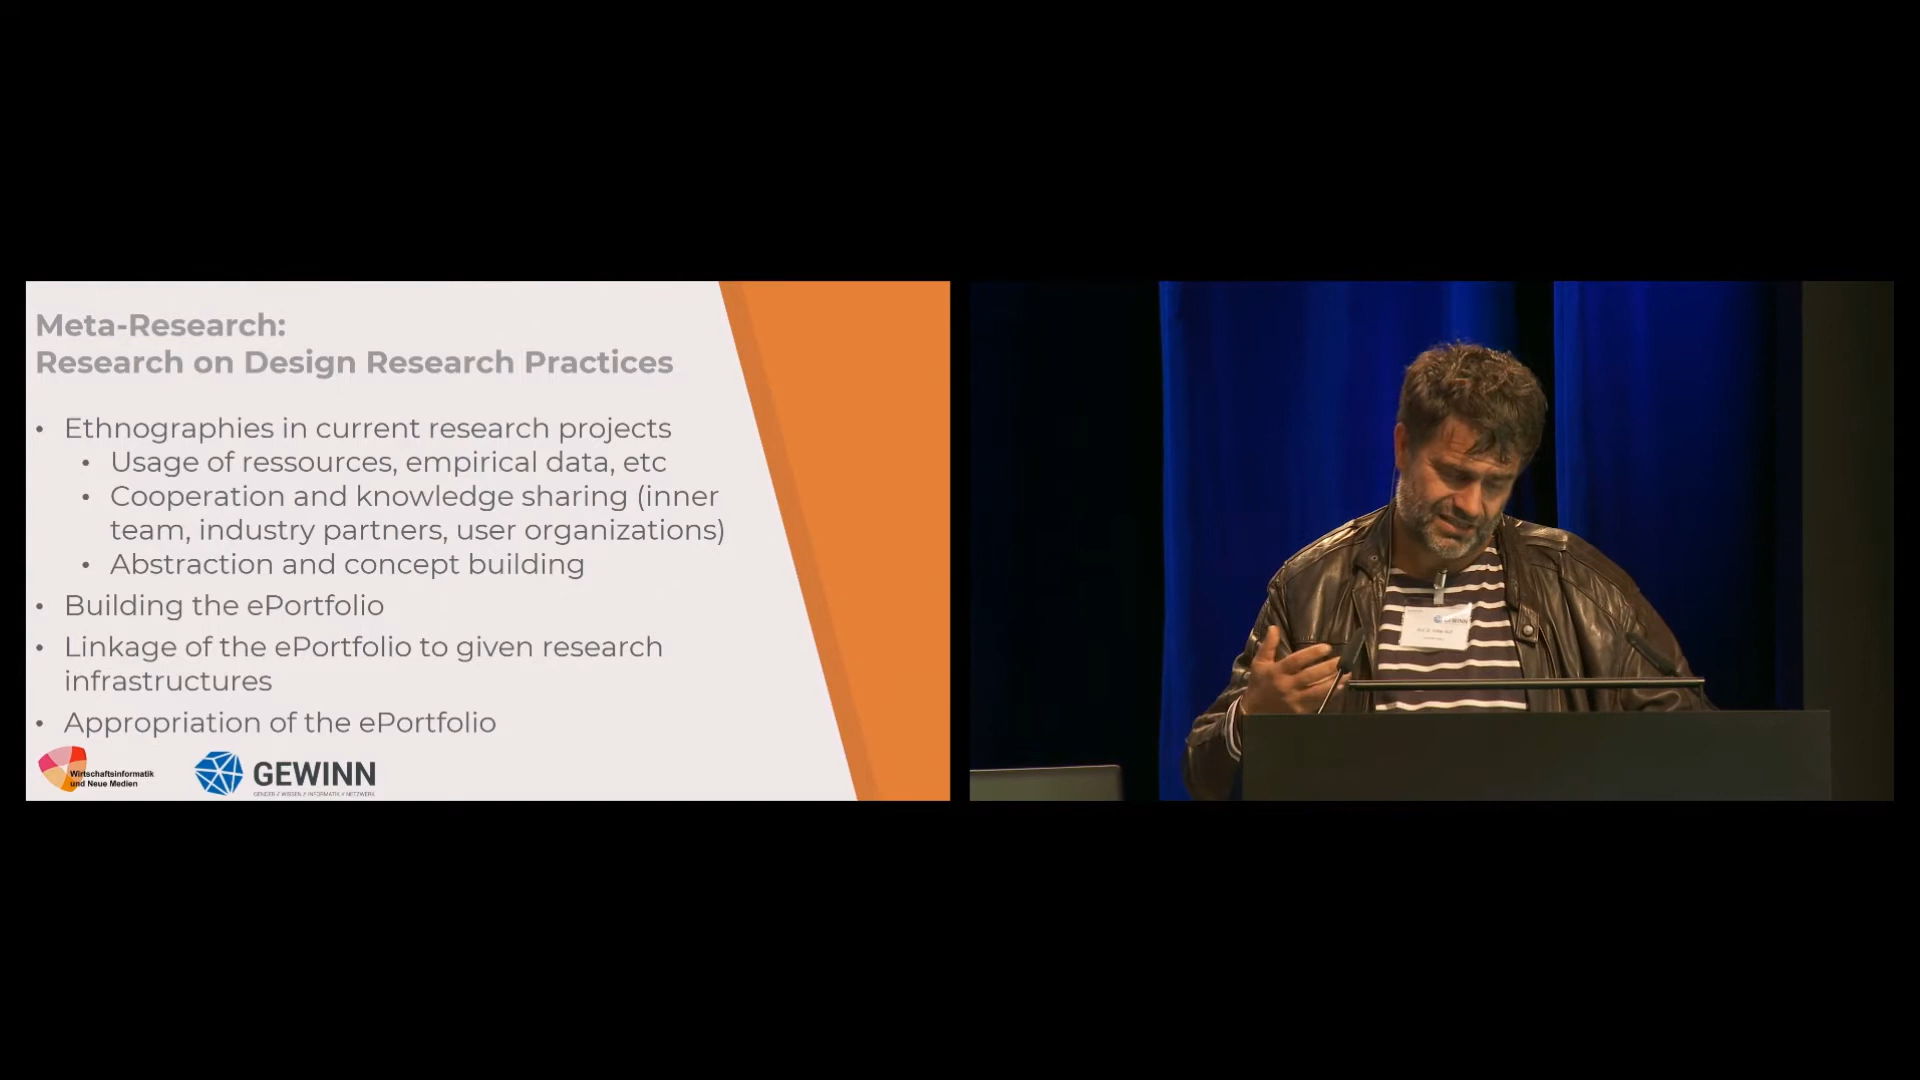 Meta-Research:
Research on Design Research Practices
• Ethnographies in current research projects
• Usage of ressources, empirical data, etc
• Cooperation and knowledge sharing (inner
team, industry partners, user organizations)
• Abstraction and concept building
• Building the ePortfolio
• Linkage of the ePortfolio to given research
infrastructures
• Appropriation of the ePortfolio
Wirtschaftsinformatik
und Neue Medien
GEWINN
GENDER // WISSEN // INFORMATIK // NETZWERK
GEWINN